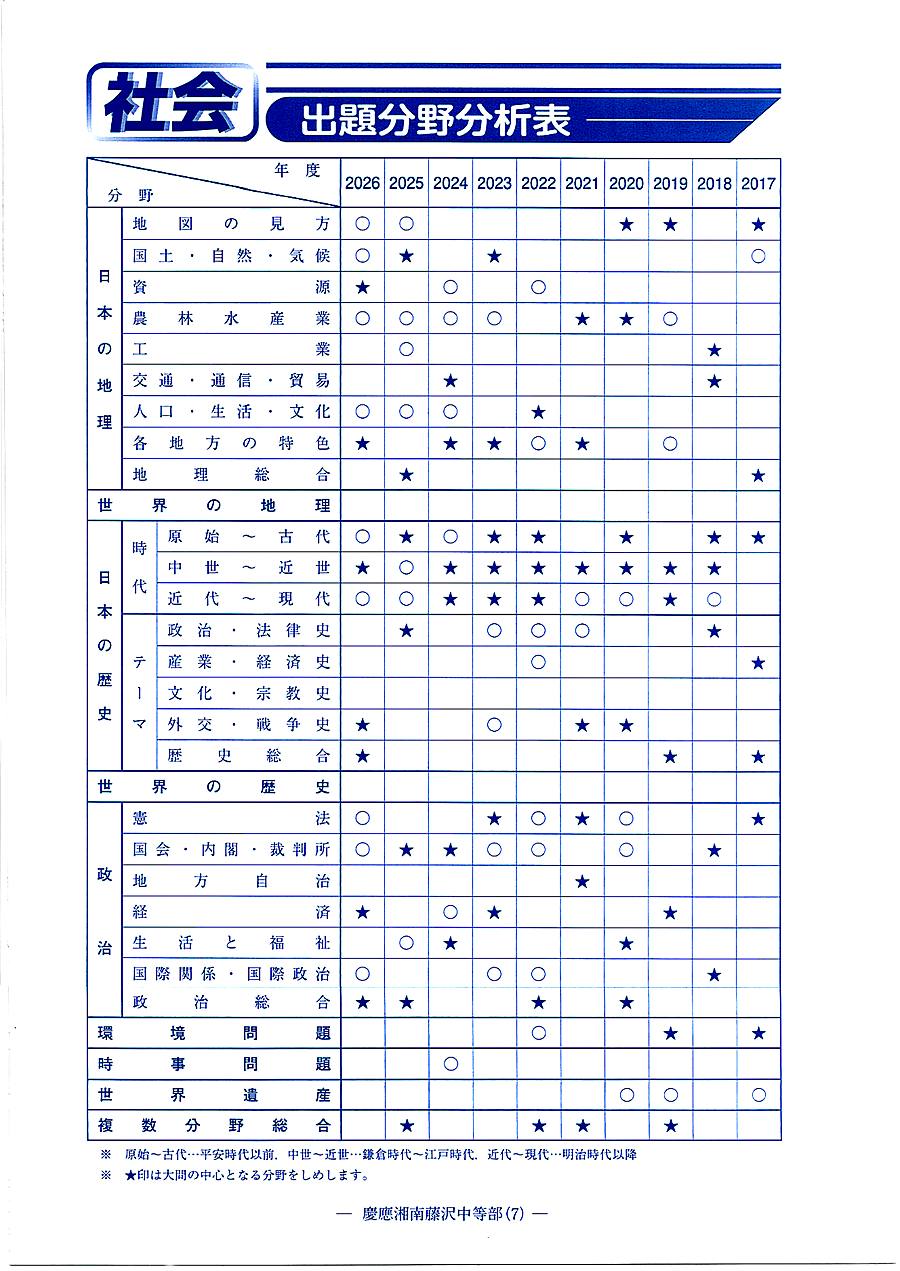 社会
出題分野分析表
年度 分野 2026 2025 2024 2023 2022 2021 2020 2019 2018 2017
日本の地理
地図の見方 ○ ○ ★ ★ ★
国土・自然・気候 ○ ★ ★ ○
資源 ★ ○ ○
農林水産業 ○ ○ ○ ○ ★ ★ ○
工業 ○ ★
交通・通信・貿易 ★ ★
人口・生活・文化 ○ ○ ○ ★
各地方の特色 ★ ★ ★ ○ ★ ○
地理総合 ★ ★
世界の地理
日本の歴史
時代
原始～古代 ○ ★ ○ ★ ★ ★ ★ ★
中世～近世 ★ ○ ★ ★ ★ ★ ★ ★ ★
近代～現代 ○ ○ ★ ★ ★ ○ ○ ★ ○
テーマ
政治・法律史 ★ ○ ○ ○ ★
産業・経済史 ○ ★
文化・宗教史
外交・戦争史 ★ ○ ★ ★
歴史総合 ★ ★ ★
世界の歴史
政治
憲法 ○ ★ ○ ★ ○ ★
国会・内閣・裁判所 ○ ★ ★ ○ ○ ○ ★
地方自治 ★
経済 ★ ○ ★ ★
生活と福祉 ○ ★ ★
国際関係・国際政治 ○ ○ ○ ★
政治総合 ★ ★ ★ ★
環境問題 ○ ★ ★
時事問題 ○
世界遺産 ○ ○ ○
複数分野総合 ★ ★ ★ ★
※ 原始～古代…平安時代以前，中世～近世…鎌倉時代～江戸時代，近代～現代…明治時代以降
※ ★印は大問の中心となる分野をしめします。
— 慶應湘南藤沢中等部(7) —